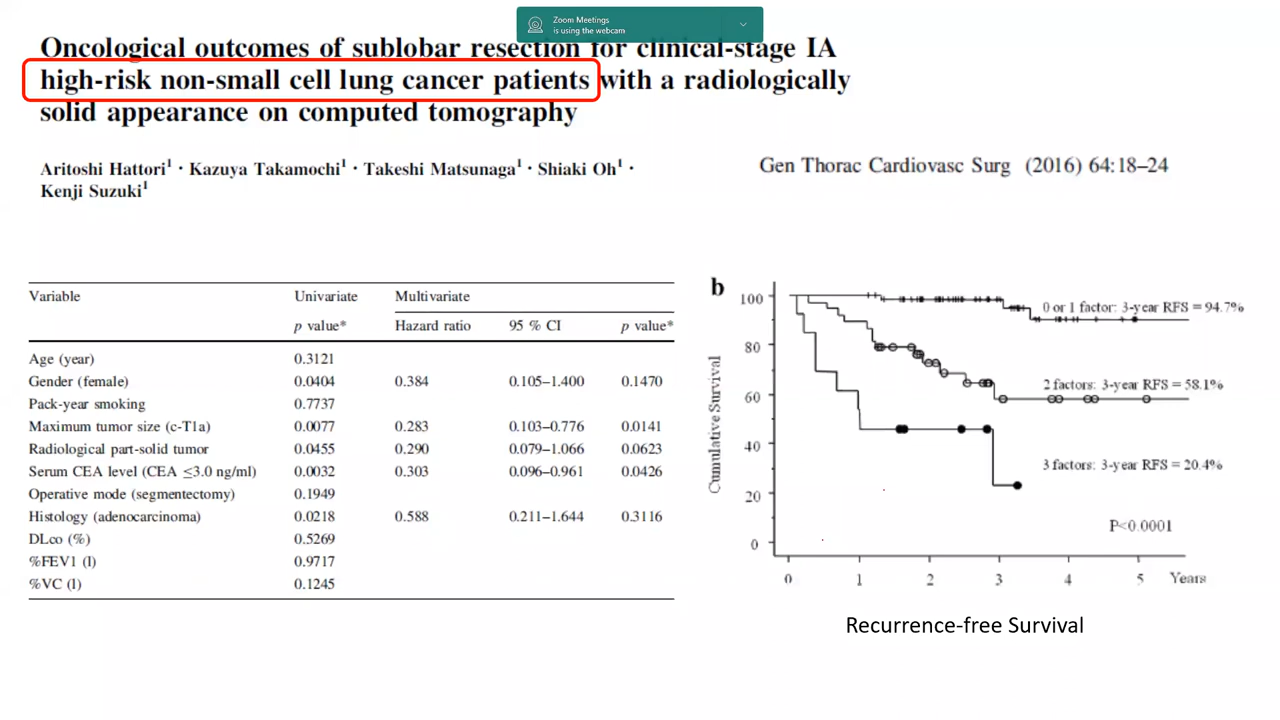 Zoom Meetings
is using the webcam
Oncological outcomes of sublobar resection for clinical-stage IA
high-risk non-small cell lung cancer patients with a radiologically
solid appearance on computed tomography
Aritoshi Hattori1 · Kazuya Takamochi1 · Takeshi Matsunaga1 · Shiaki Oh1 ·
Kenji Suzuki1
Gen Thorac Cardiovasc Surg (2016) 64:18–24
Variable Univariate Multivariate
p value* Hazard ratio 95 % CI p value*
Age (year) 0.3121
Gender (female) 0.0404 0.384 0.105–1.400 0.1470
Pack-year smoking 0.7737
Maximum tumor size (c-T1a) 0.0077 0.283 0.103–0.776 0.0141
Radiological part-solid tumor 0.0455 0.290 0.079–1.066 0.0623
Serum CEA level (CEA ≤3.0 ng/ml) 0.0032 0.303 0.096–0.961 0.0426
Operative mode (segmentectomy) 0.1949
Histology (adenocarcinoma) 0.0218 0.588 0.211–1.644 0.3116
DLco (%) 0.5269
%FEV1 (l) 0.9717
%VC (l) 0.1245
b
Cumulative Survival
100
80
60
40
20
0
0 or 1 factor: 3-year RFS = 94.7%
2 factors: 3-year RFS = 58.1%
3 factors: 3-year RFS = 20.4%
P<0.0001
0 1 2 3 4 5 Years
Recurrence-free Survival